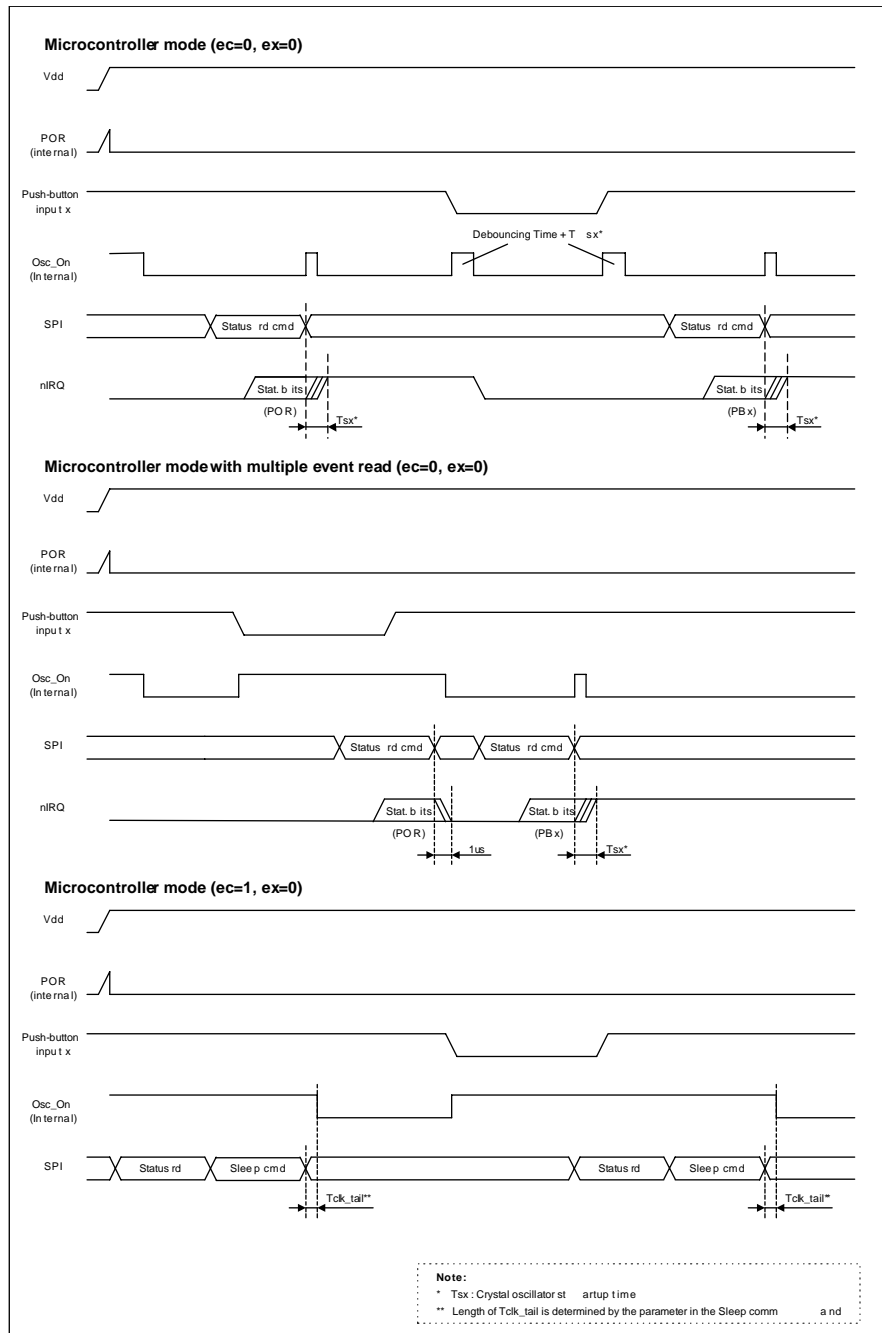 Microcontroller mode (ec=0, ex=0)
Vdd
POR
(internal)
Push-button
input x
Debouncing Time + T sx*
Osc_On
(Internal)
SPI
Status rd cmd
Status rd cmd
nIRQ
Stat. bits
Stat. bits
(POR)
(PBx)
Tsx*
Tsx*
Microcontroller mode with multiple event read (ec=0, ex=0)
Vdd
POR
(internal)
Push-button
input x
Osc_On
(Internal)
SPI
Status rd cmd
Status rd cmd
nIRQ
Stat. bits
Stat. bits
(POR)
(PBx)
1us
Tsx*
Microcontroller mode (ec=1, ex=0)
Vdd
POR
(internal)
Push-button
input x
Osc_On
(Internal)
SPI
Status rd
Sleep cmd
Status rd
Sleep cmd
Tclk_tail**
Tclk_tail**
Note:
* Tsx : Crystal oscillator st artup time
** Length of Tclk_tail is determined by the parameter in the Sleep comm and